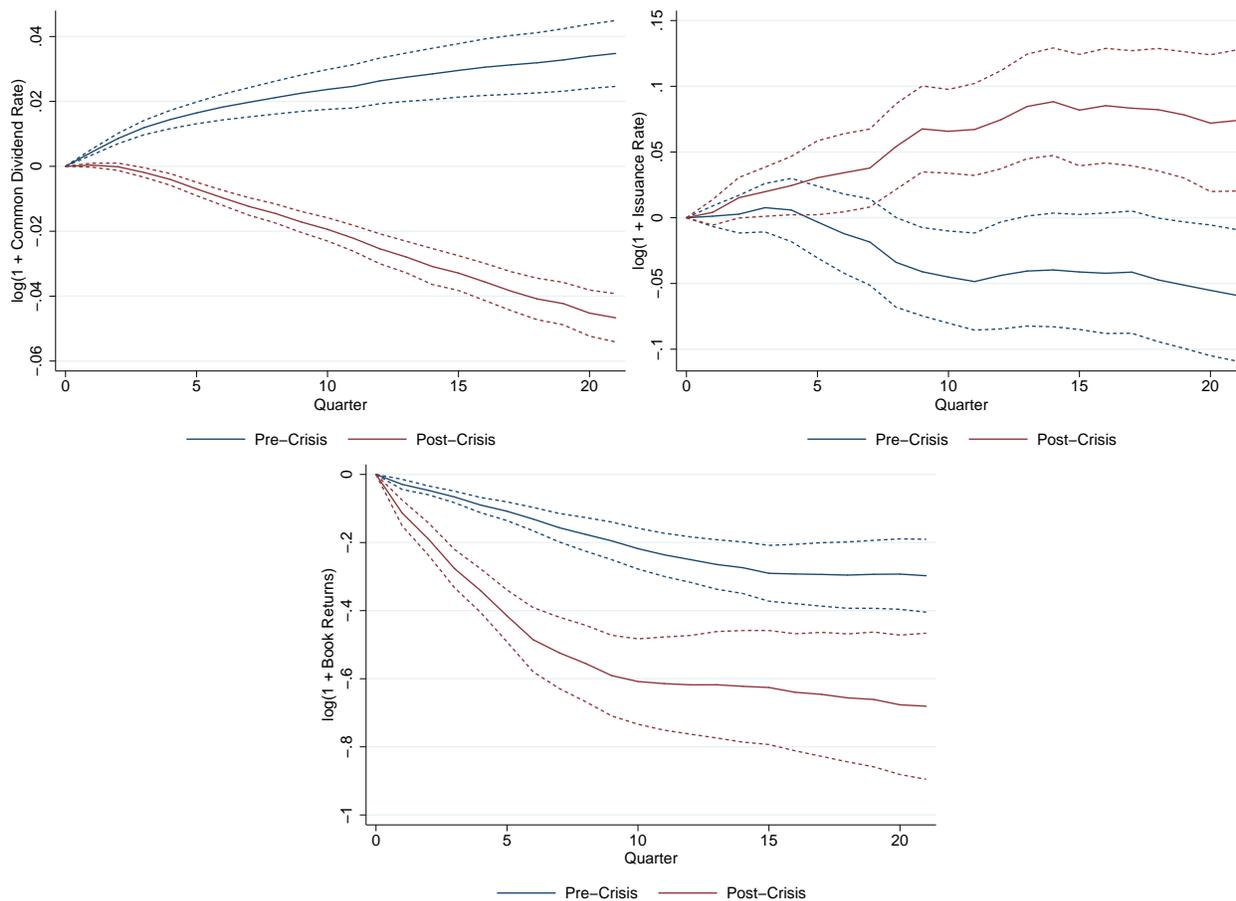 log(1 + Common Dividend Rate)
.04
.02
0
−.02
−.04
−.06
0 5 10 15 20
Quarter
Pre−Crisis Post−Crisis
log(1 + Issuance Rate)
.15
.1
.05
0
−.05
−.1
0 5 10 15 20
Quarter
Pre−Crisis Post−Crisis
log(1 + Book Returns)
0
−.2
−.4
−.6
−.8
−1
0 5 10 15 20
Quarter
Pre−Crisis Post−Crisis